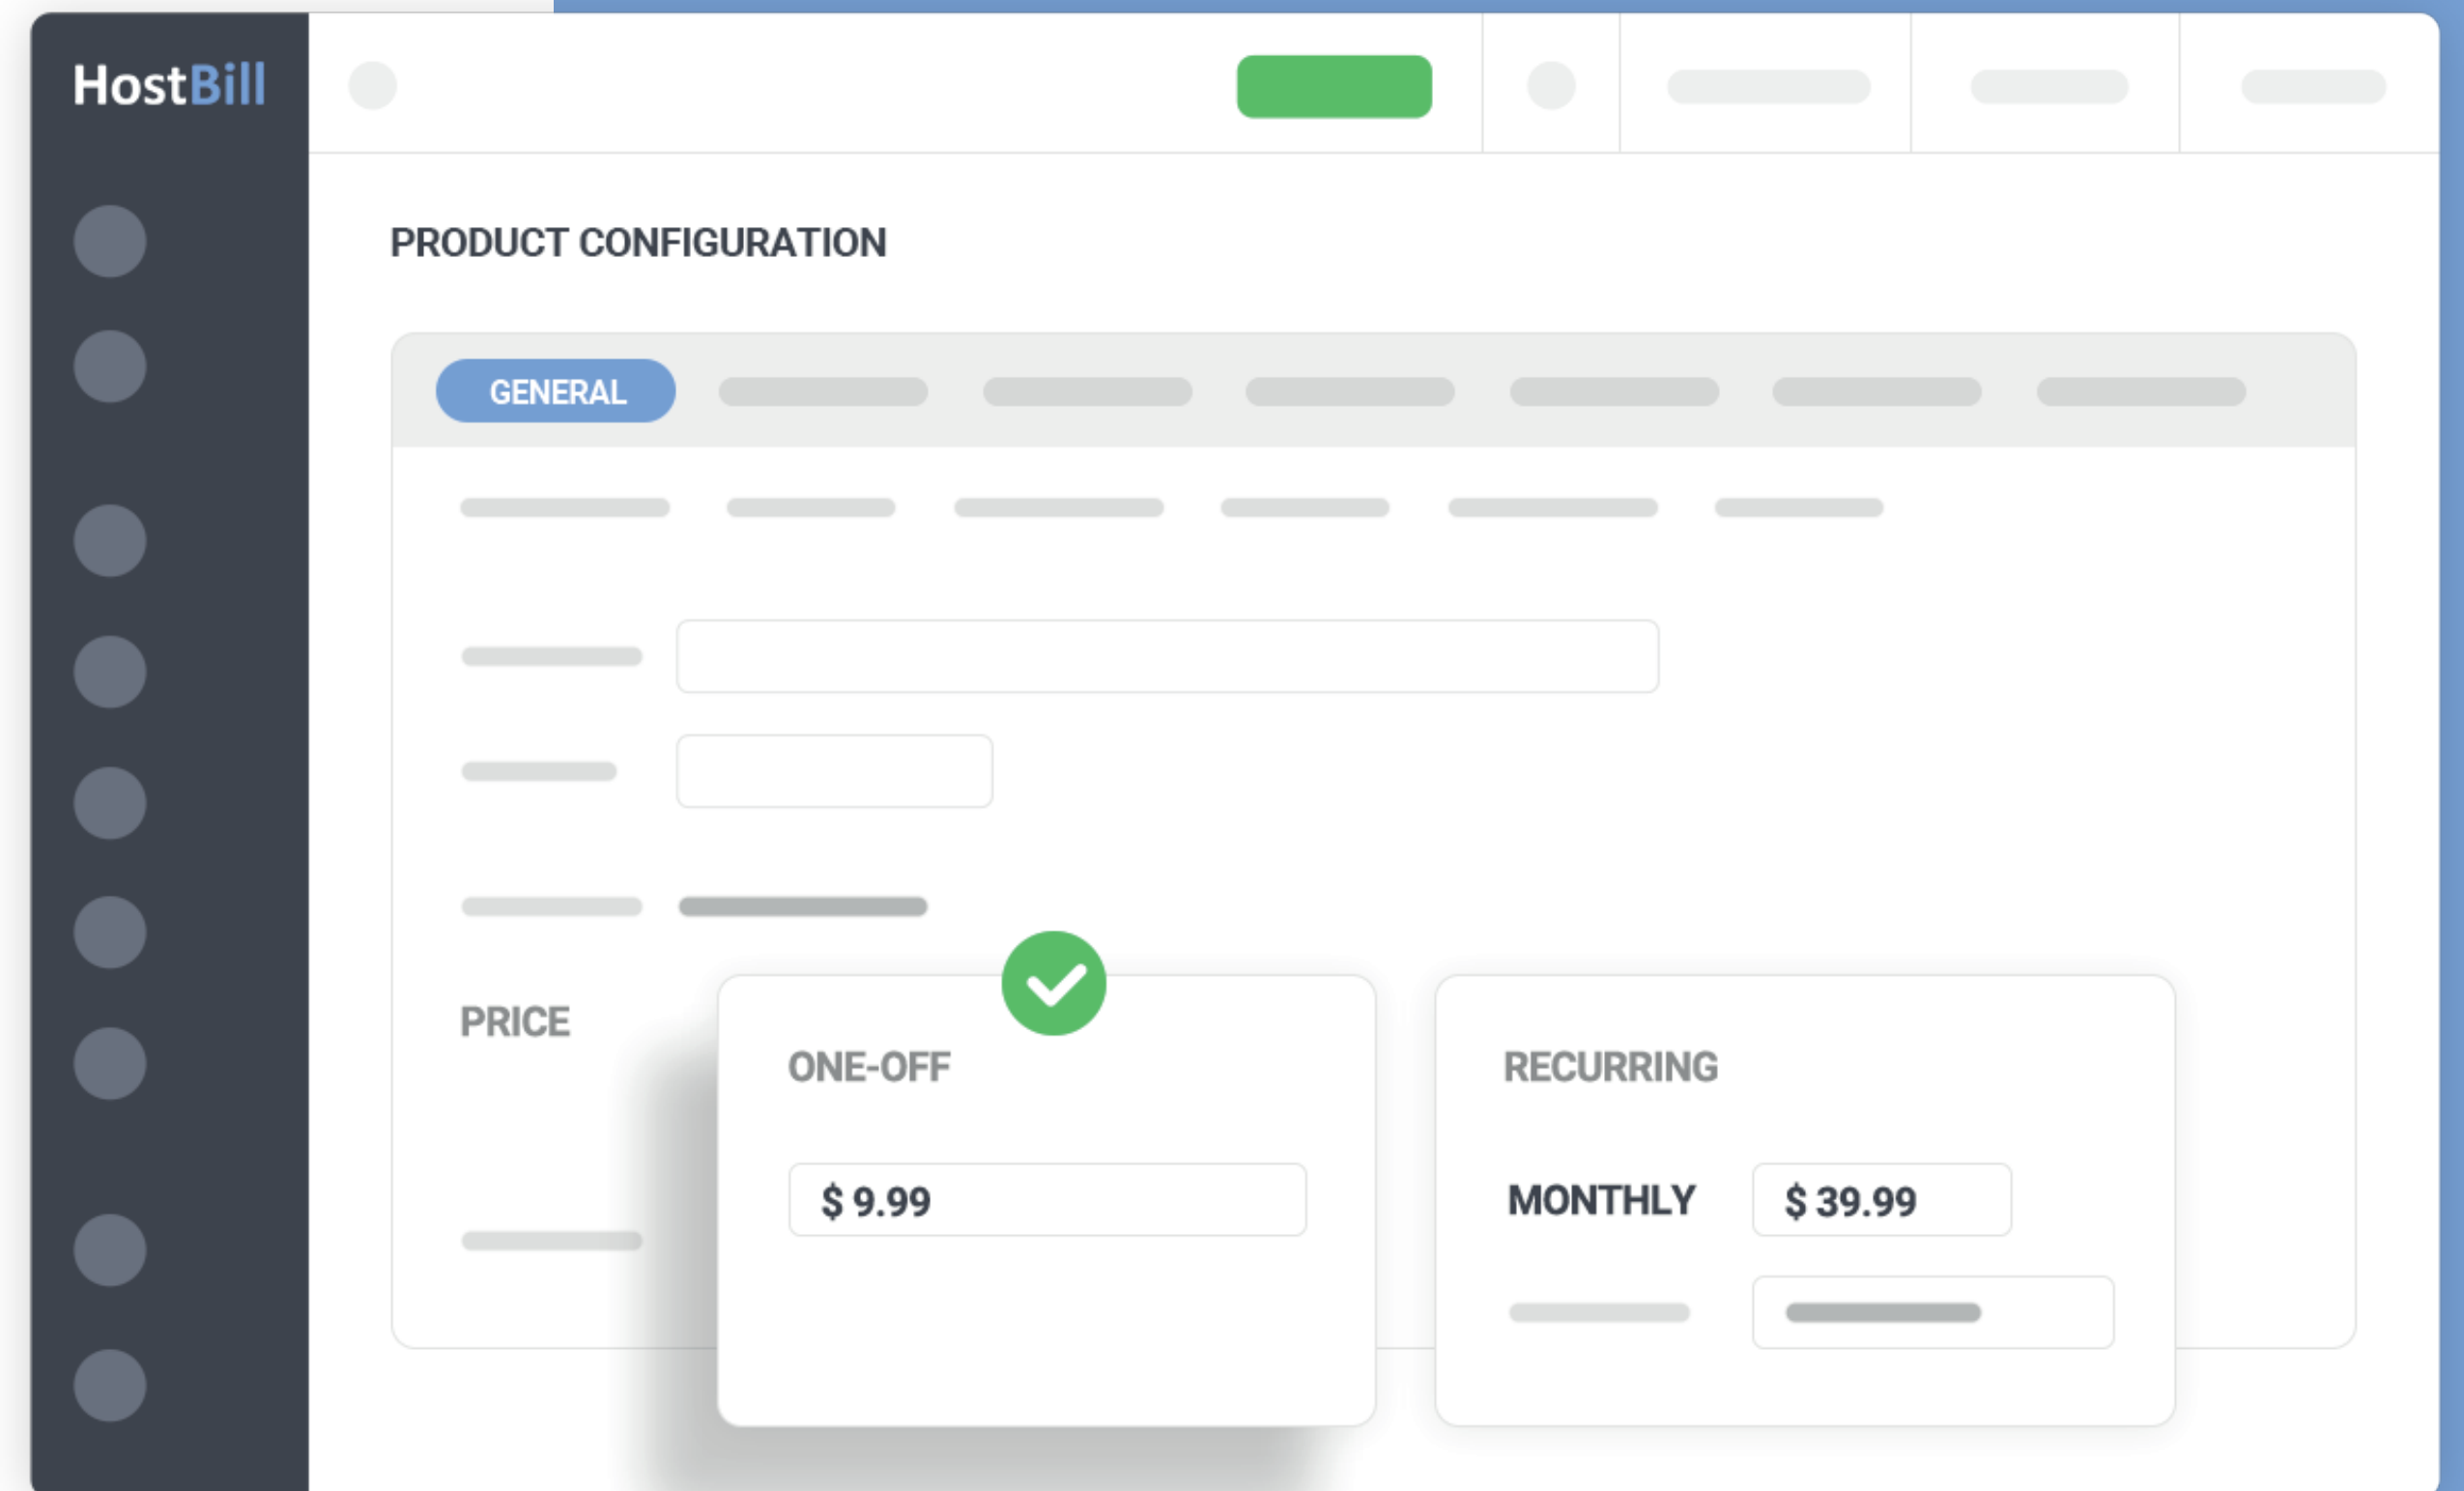 HostBill
PRODUCT CONFIGURATION
GENERAL
PRICE
ONE-OFF
$ 9.99
RECURRING
MONTHLY
$ 39.99